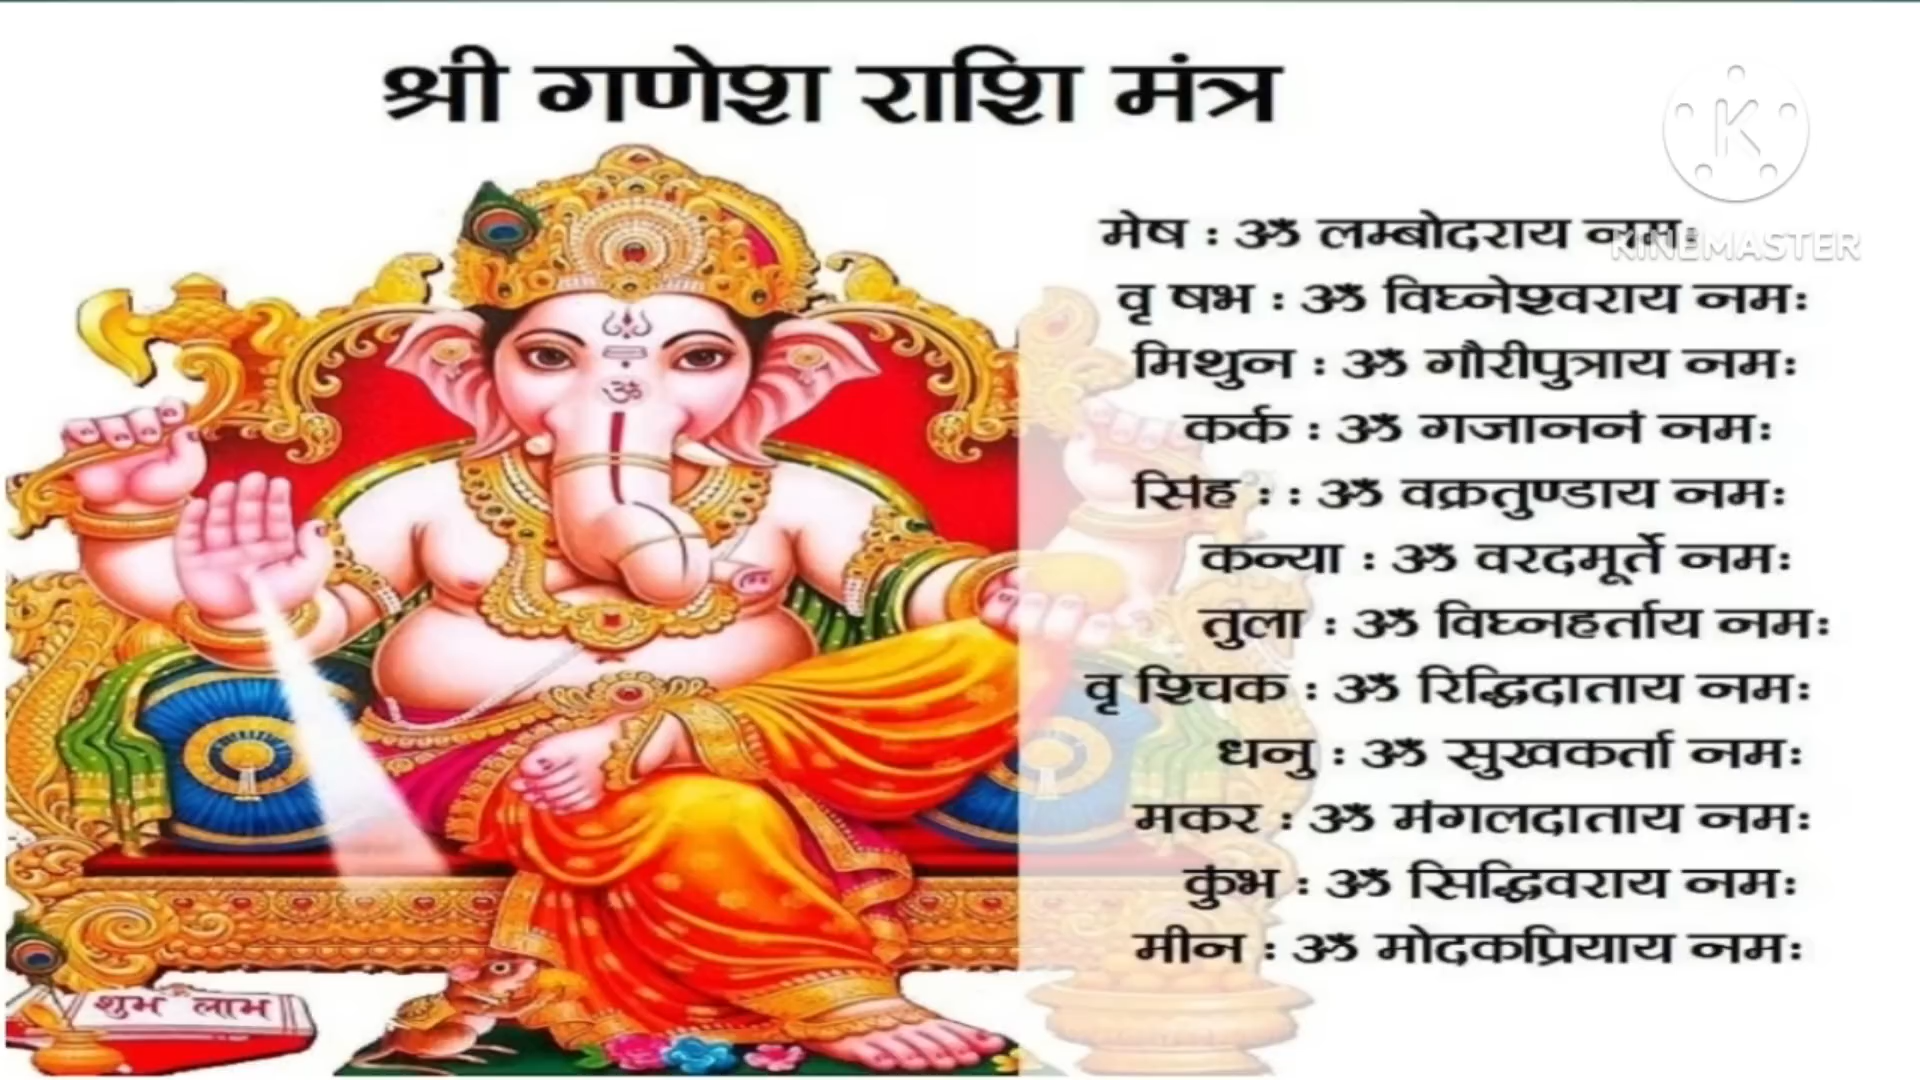 श्री गणेश राशि मंत्र
K
KINEMASTER
मेष : ॐ लम्बोदराय नमः
वृ षभ : ॐ विघ्नेश्वराय नमः
मिथुन : ॐ गौरीपुत्राय नमः
कर्क : ॐ गजाननं नमः
सिंह : : ॐ वक्रतुण्डाय नमः
कन्या : ॐ वरदमूर्ते नमः
तुला : ॐ विघ्नहर्ताय नमः
वृ श्चिक : ॐ रिद्धिदाताय नमः
धनु : ॐ सुखकर्ता नमः
मकर : ॐ मंगलदाताय नमः
कुंभ : ॐ सिद्धिवराय नमः
मीन : ॐ मोदकप्रियाय नमः
ॐ
शुभ लाभ